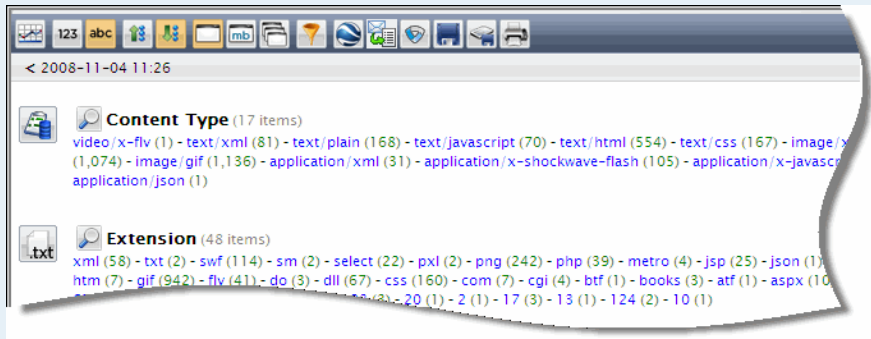 123 abc mb
< 2008-11-04 11:26
Content Type (17 items)
video/x-flv (1) - text/xml (81) - text/plain (168) - text/javascript (70) - text/html (554) - text/css (167) - image/x
(1,074) - image/gif (1,136) - application/xml (31) - application/x-shockwave-flash (105) - application/x-javascr
application/json (1)
.txt
Extension (48 items)
xml (58) - txt (2) - swf (114) - sm (2) - select (22) - pxl (2) - png (242) - php (39) - metro (4) - jsp (25) - json (1)
htm (7) - gif (942) - flv (41) - do (3) - dll (67) - css (160) - com (7) - cgi (4) - btf (1) - books (3) - atf (1) - aspx (10
- 20 (1) - 2 (1) - 17 (3) - 13 (1) - 124 (2) - 10 (1)